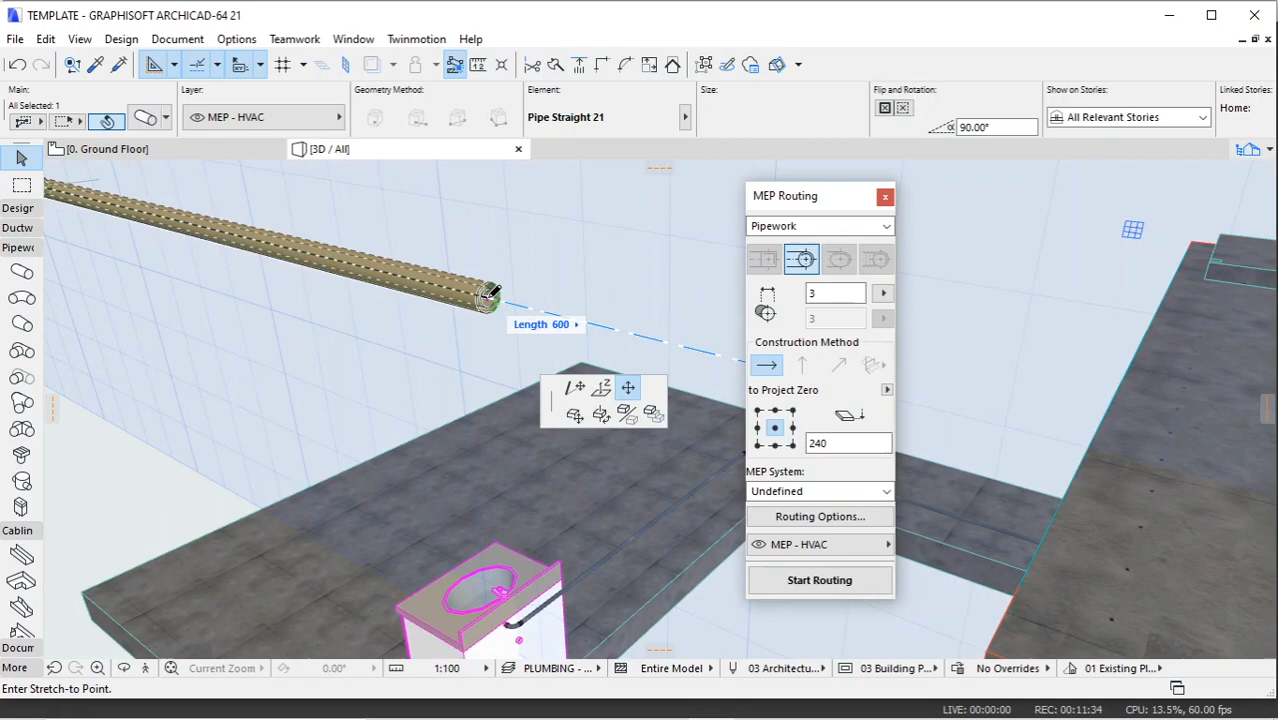 TEMPLATE - GRAPHISOFT ARCHICAD-64 21
File Edit View Design Document Options Teamwork Window Twinmotion Help
Main:
All Selected: 1
Layer:
MEP - HVAC
Geometry Method:
Element:
Pipe Straight 21
Size:
Flip and Rotation:
90.00°
Show on Stories:
All Relevant Stories
Linked Stories:
Home:
[0. Ground Floor]
[3D / All]
Design
Ductw
Pipewo
Cablin
Docum
More
Length 600
MEP Routing
Pipework
3
3
Construction Method
to Project Zero
240
MEP System:
Undefined
Routing Options...
MEP - HVAC
Start Routing
Current Zoom
0.00°
1:100
PLUMBING - ...
Entire Model
03 Architectu...
03 Building P...
No Overrides
01 Existing Pl...
Enter Stretch-to Point.
LIVE: 00:00:00
REC: 00:11:34
CPU: 13.5%, 60.00 fps